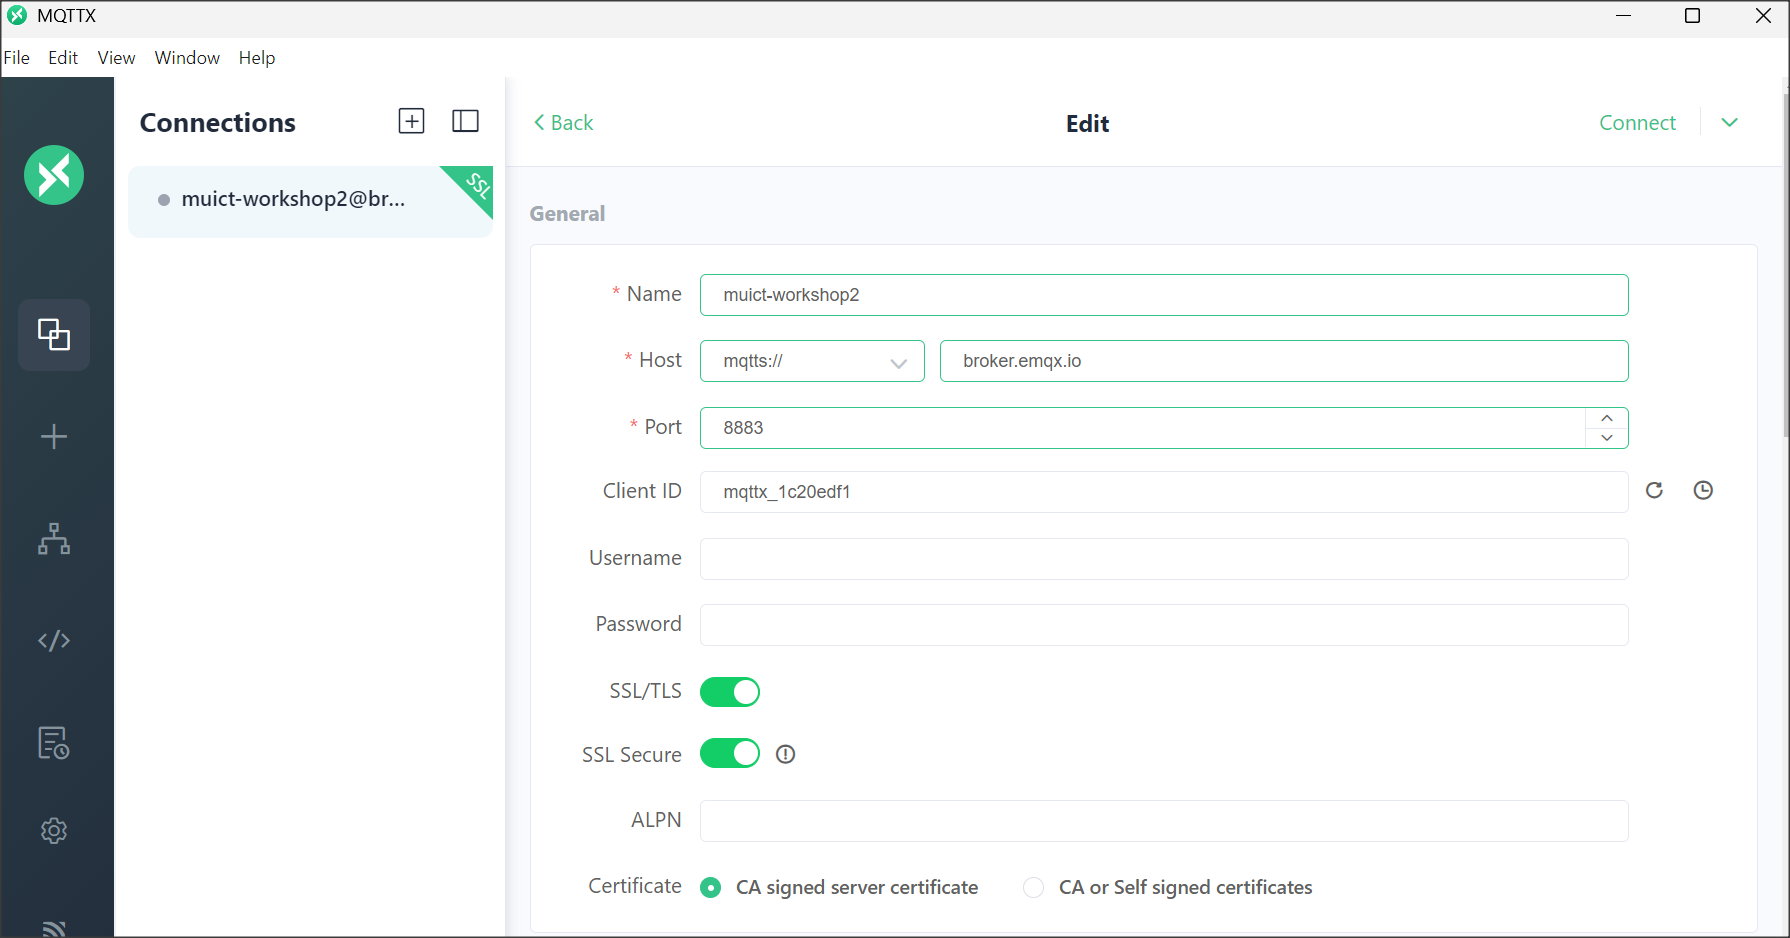 MQTTX
File Edit View Window Help
Connections
muict-workshop2@br...
SSL
Back
Edit
Connect
General
* Name muict-workshop2
* Host mqtts:// broker.emqx.io
* Port 8883
Client ID mqttx_1c20edf1
Username
Password
SSL/TLS
SSL Secure
ALPN
Certificate CA signed server certificate CA or Self signed certificates